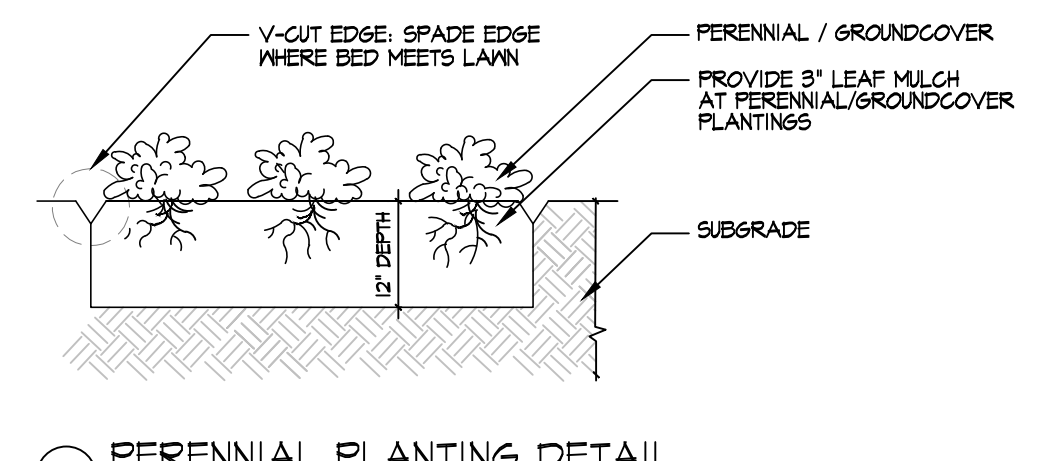 V-CUT EDGE: SPADE EDGE
WHERE BED MEETS LAWN
PERENNIAL / GROUNDCOVER
PROVIDE 3" LEAF MULCH
AT PERENNIAL/GROUNDCOVER
PLANTINGS
12" DEPTH
SUBGRADE
PERENNIAL PLANTING DETAIL